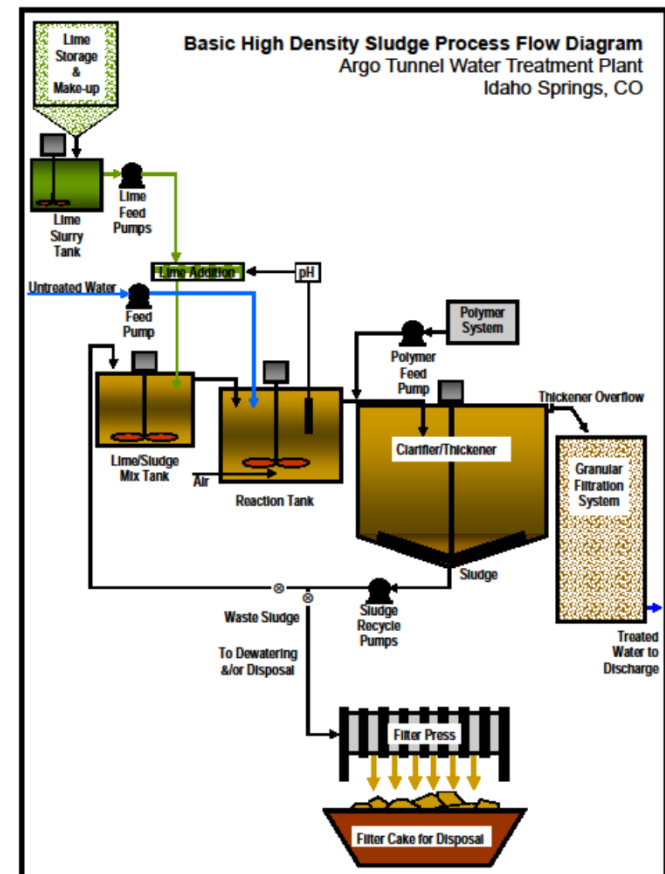 Basic High Density Sludge Process Flow Diagram
Argo Tunnel Water Treatment Plant
Idaho Springs, CO
Lime
Storage
&
Make-up
Lime
Feed
Pumps
Lime
Slurry
Tank
Lime Addition
pH
Untreated Water
Feed
Pump
Polymer
System
Polymer
Feed
Pump
Thickener Overflow
Clarifier/Thickener
Granular
Filtration
System
Lime/Sludge
Mix Tank
Air
Reaction Tank
Sludge
Sludge
Recycle
Pumps
Waste Sludge
To Dewatering
&/or Disposal
Treated
Water to
Discharge
Filter Press
Filter Cake for Disposal